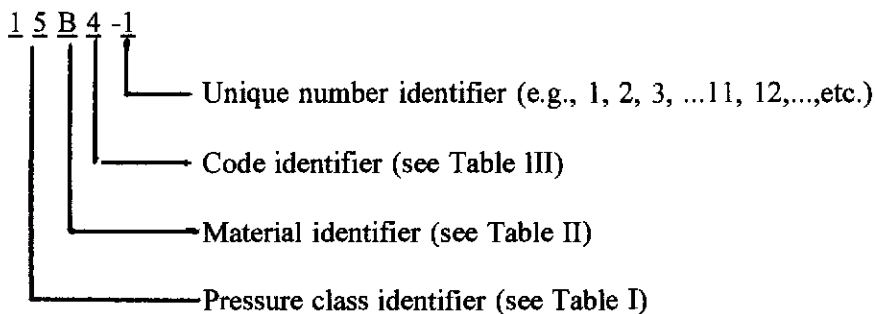 1 5 B 4 -1
Unique number identifier (e.g., 1, 2, 3, ...11, 12,...,etc.)
Code identifier (see Table III)
Material identifier (see Table II)
Pressure class identifier (see Table I)